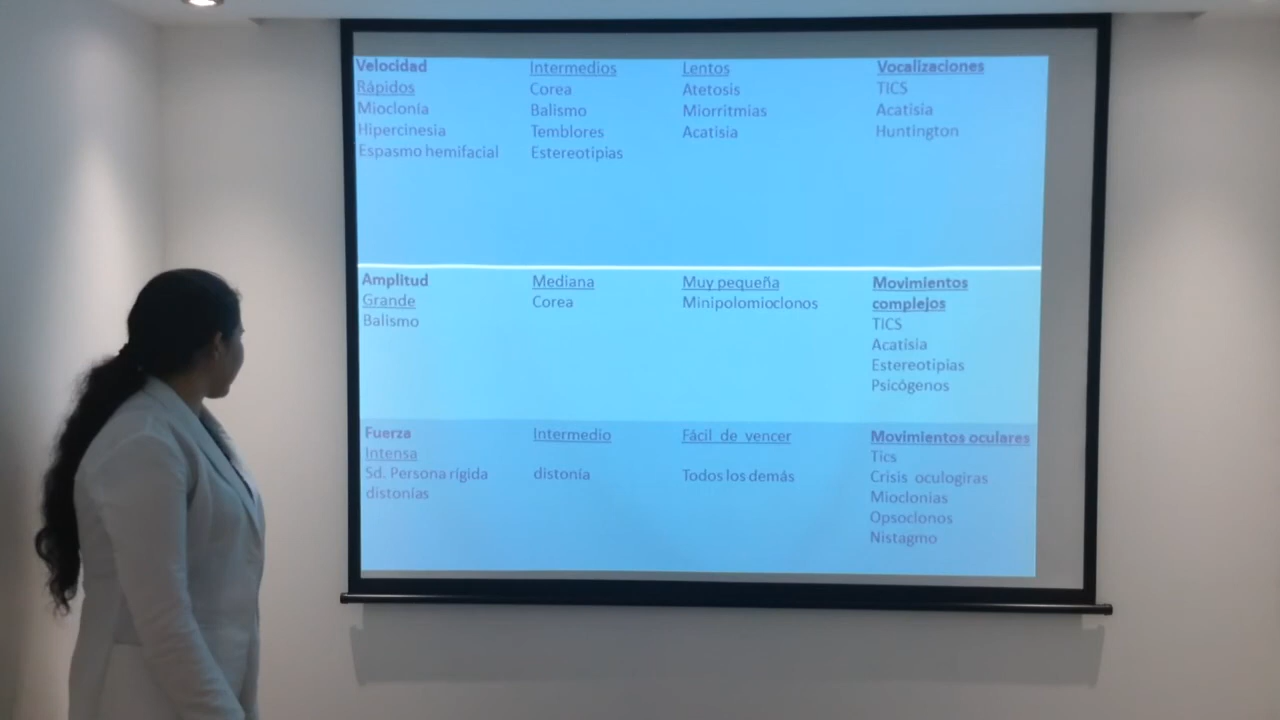 Velocidad
Rápidos
Mioclonía
Hipercinesia
Espasmo hemifacial
Intermedios
Corea
Balismo
Temblores
Estereotipias
Lentos
Atetosis
Miorritmias
Acatisia
Vocalizaciones
TICS
Acatisia
Huntington
Amplitud
Grande
Balismo
Mediana
Corea
Muy pequeña
Minipolomioclonos
Movimientos
complejos
TICS
Acatisia
Estereotipias
Psicógenos
Fuerza
Intensa
Sd. Persona rígida
distonías
Intermedio
distonía
Fácil de vencer
Todos los demás
Movimientos oculares
Tics
Crisis oculogiras
Mioclonias
Opsoclonos
Nistagmo